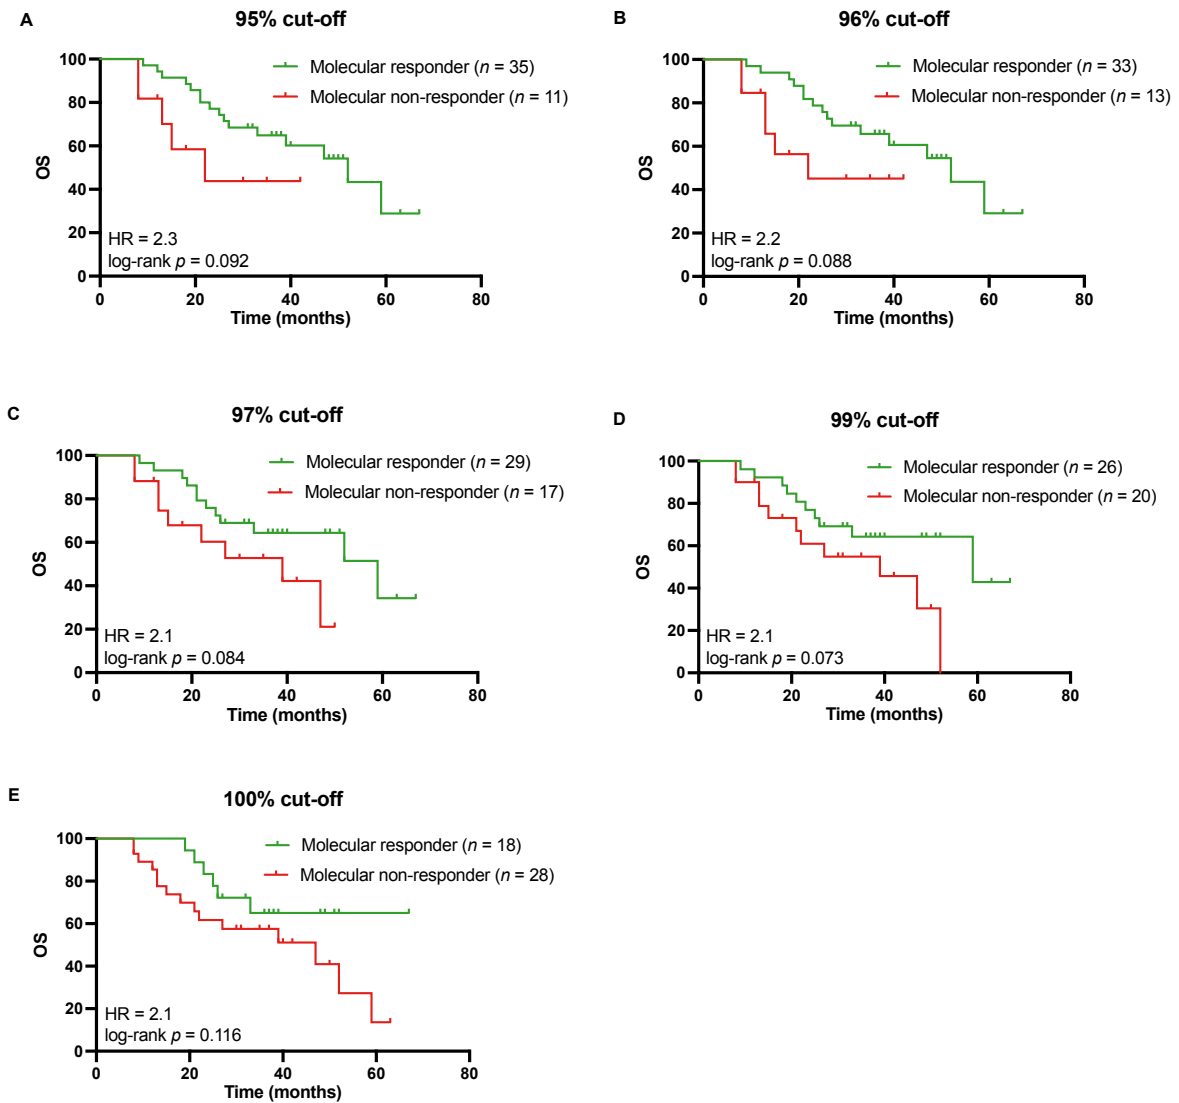 A
95% cut-off
100
80
60
40
20
0
OS
Molecular responder (n = 35)
Molecular non-responder (n = 11)
HR = 2.3
log-rank p = 0.092
0 20 40 60 80
Time (months)
B
96% cut-off
100
80
60
40
20
0
OS
Molecular responder (n = 33)
Molecular non-responder (n = 13)
HR = 2.2
log-rank p = 0.088
0 20 40 60 80
Time (months)
C
97% cut-off
100
80
60
40
20
0
OS
Molecular responder (n = 29)
Molecular non-responder (n = 17)
HR = 2.1
log-rank p = 0.084
0 20 40 60 80
Time (months)
D
99% cut-off
100
80
60
40
20
0
OS
Molecular responder (n = 26)
Molecular non-responder (n = 20)
HR = 2.1
log-rank p = 0.073
0 20 40 60 80
Time (months)
E
100% cut-off
100
80
60
40
20
0
OS
Molecular responder (n = 18)
Molecular non-responder (n = 28)
HR = 2.1
log-rank p = 0.116
0 20 40 60 80
Time (months)